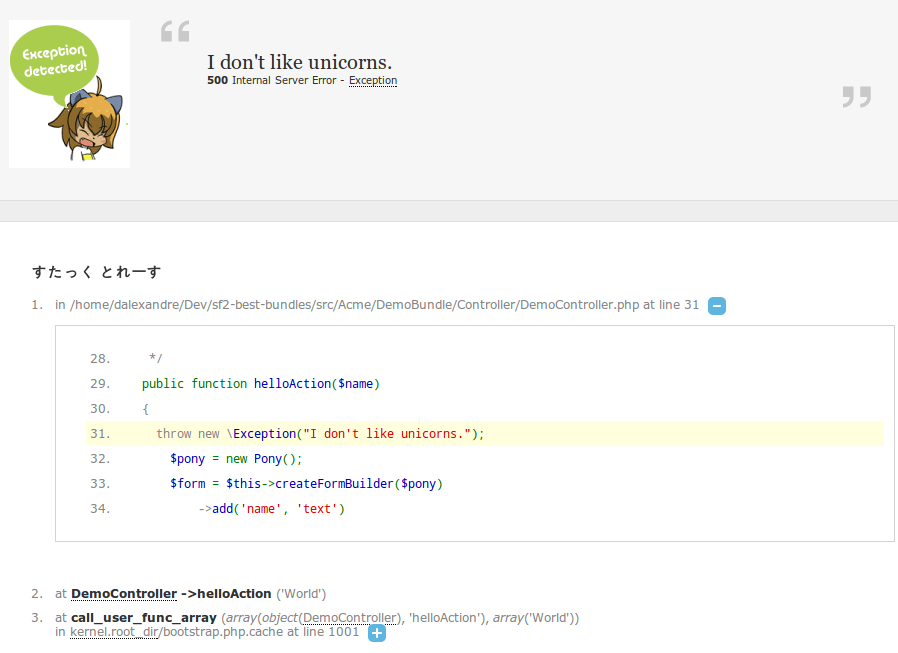 Exception
detected!
I don't like unicorns.
500 Internal Server Error - Exception
すたっく とれーす
1. in /home/dalexandre/Dev/sf2-best-bundles/src/Acme/DemoBundle/Controller/DemoController.php at line 31
28. */
29. public function helloAction($name)
30. {
31. throw new \Exception("I don't like unicorns.");
32. $pony = new Pony();
33. $form = $this->createFormBuilder($pony)
34. ->add('name', 'text')
2. at DemoController ->helloAction ('World')
3. at call_user_func_array (array(object(DemoController), 'helloAction'), array('World'))
in kernel.root_dir/bootstrap.php.cache at line 1001